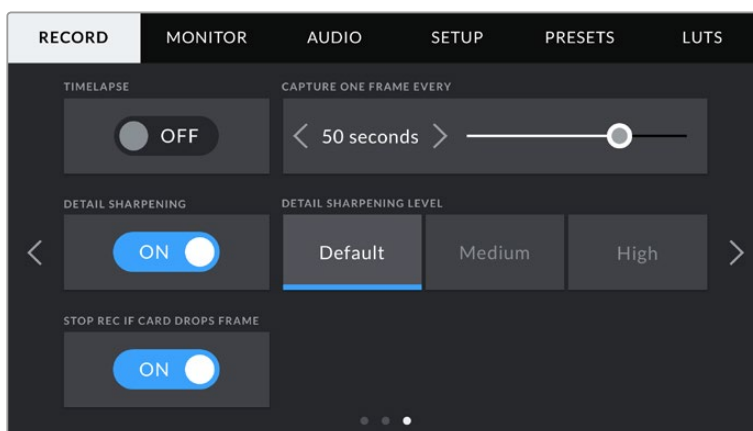 RECORD MONITOR AUDIO SETUP PRESETS LUTS
TIMELAPSE CAPTURE ONE FRAME EVERY
OFF 50 seconds
DETAIL SHARPENING DETAIL SHARPENING LEVEL
ON Default Medium High
STOP REC IF CARD DROPS FRAME
ON